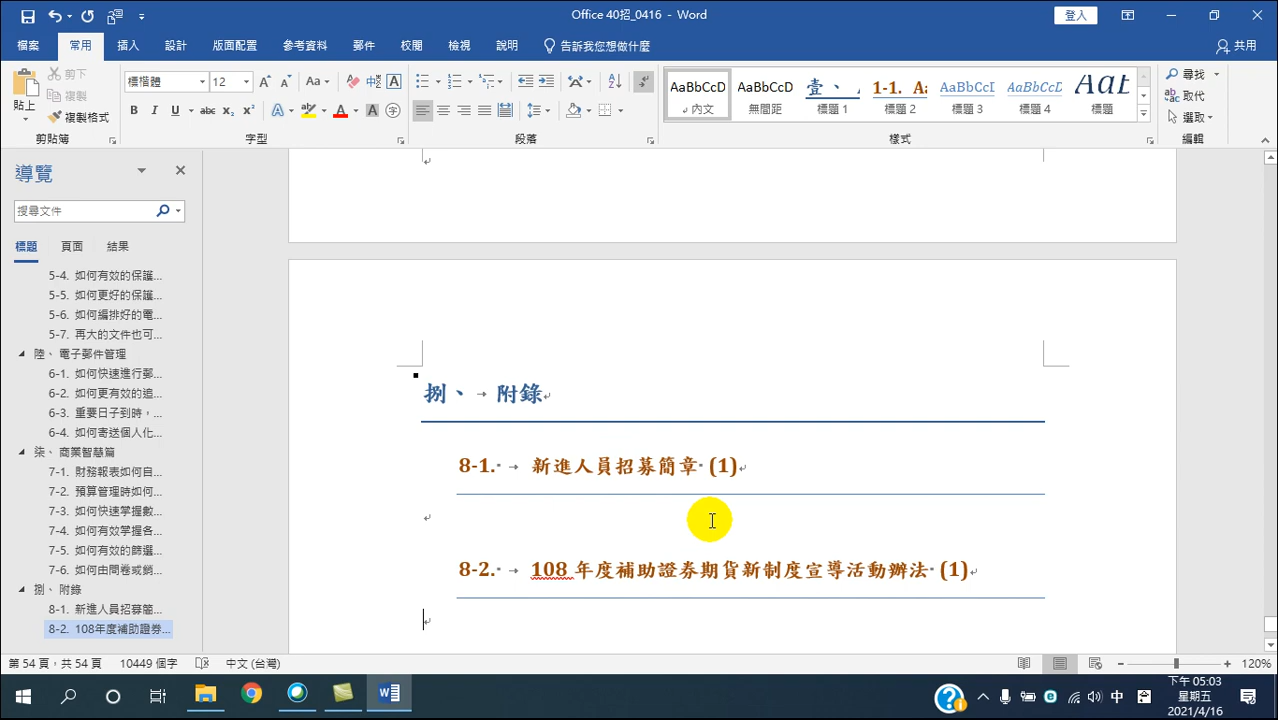 Office 40招_0416 - Word
登入
檔案 常用 插入 設計 版面配置 參考資料 郵件 校閱 檢視 說明 告訴我您想做什麼 共用
貼上 剪下 複製 複製格式
標楷體 12
AaBbCcD AaBbCcD 壹、 1-1. AaBbCcD AaBbCcD
內文 無間距 標題 1 標題 2 標題 3 標題 4 標題
尋找 取代 選取
剪貼簿 字型 段落 樣式 編輯
導覽
搜尋文件
標題 頁面 結果
5-4. 如何有效的保護...
5-5. 如何更好的保護...
5-6. 如何編排好的電...
5-7. 再大的文件也可...
陸、 電子郵件管理
6-1. 如何快速進行郵...
6-2. 如何更有效的追...
6-3. 重要日子到時，...
6-4. 如何寄送個人化...
柒、 商業智慧篇
7-1. 財務報表如何自...
7-2. 預算管理時如何...
7-3. 如何快速掌握數...
7-4. 如何有效掌握各...
7-5. 如何有效的篩選...
7-6. 如何由問卷或銷...
捌、 附錄
8-1. 新進人員招募簡...
8-2. 108年度補助證...
捌、 附錄
8-1. 新進人員招募簡章 (1)
8-2. 108 年度補助證券期貨新制度宣導活動辦法 (1)
第 54 頁，共 54 頁 10449 個字 中文 (台灣) 120%
中
下午 05:03
星期五
2021/4/16